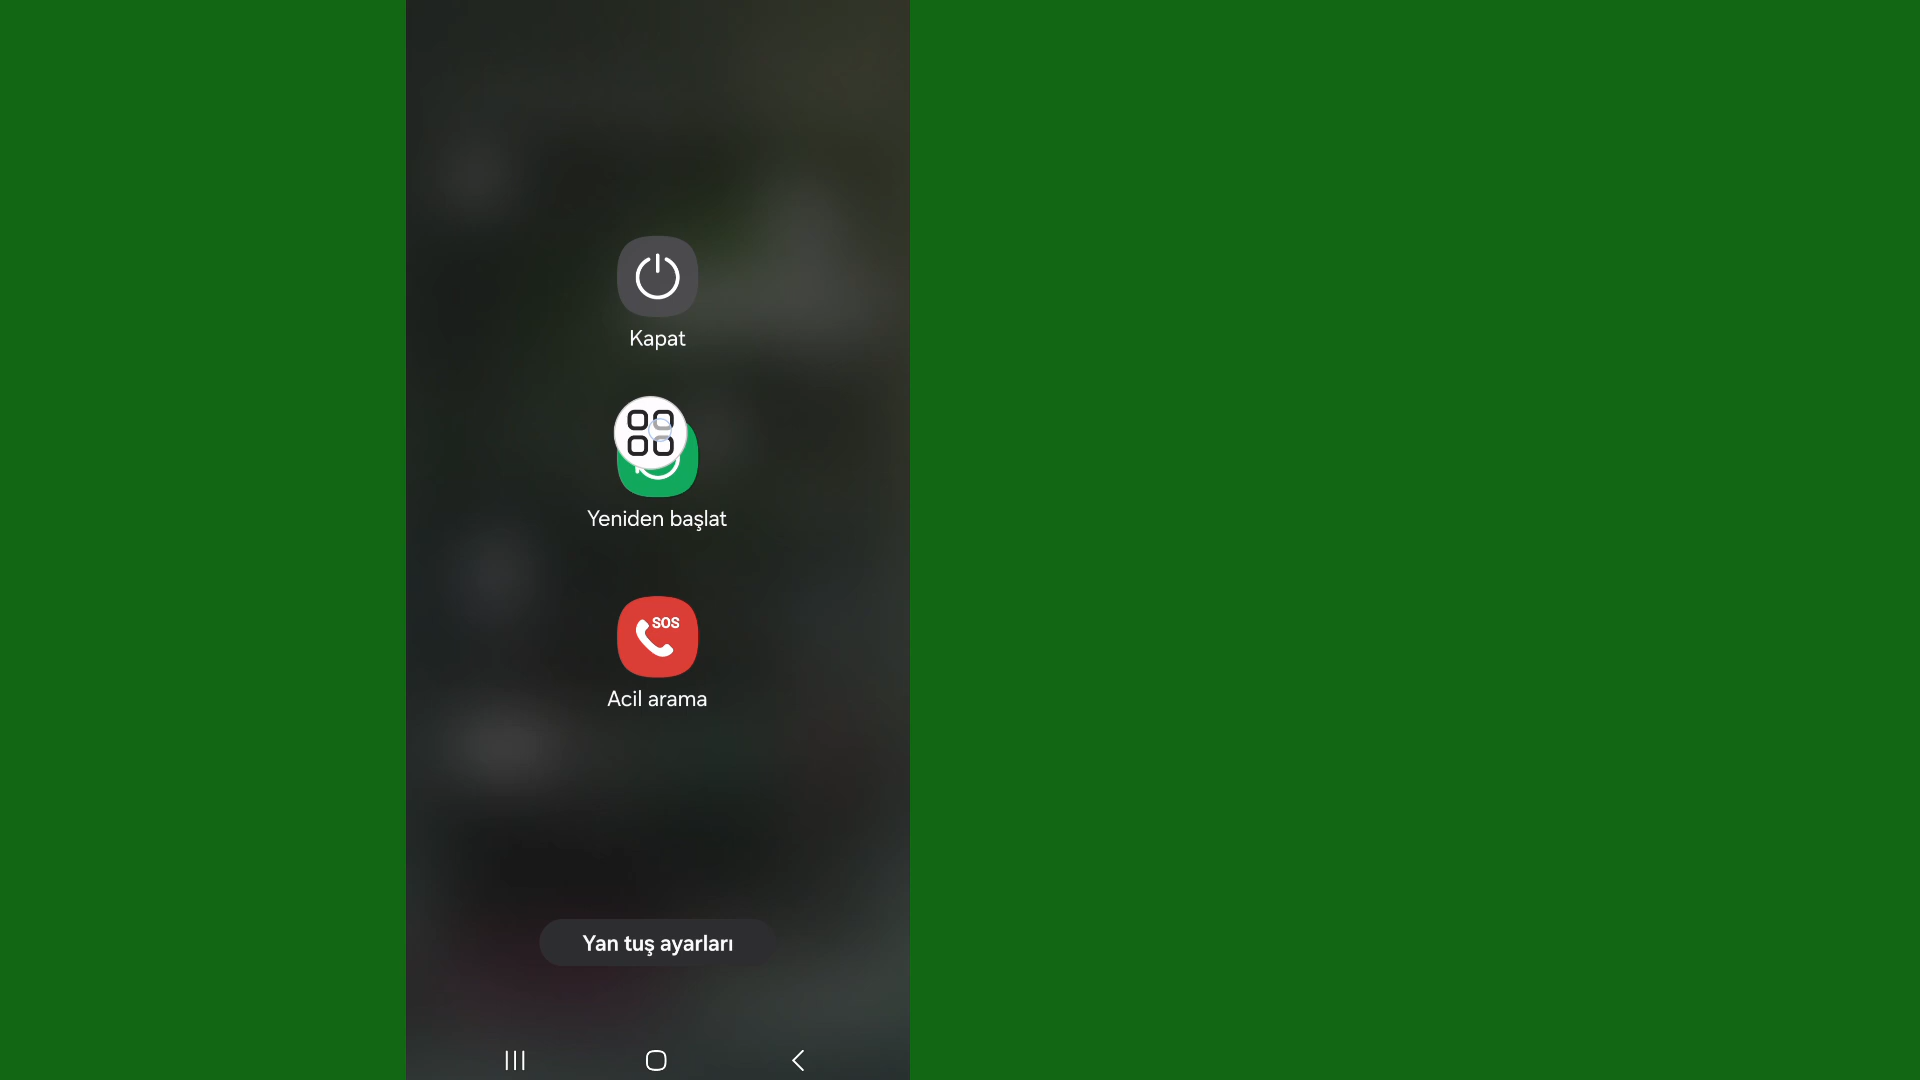 Kapat
Yeniden başlat
SOS
Acil arama
Yan tuş ayarları